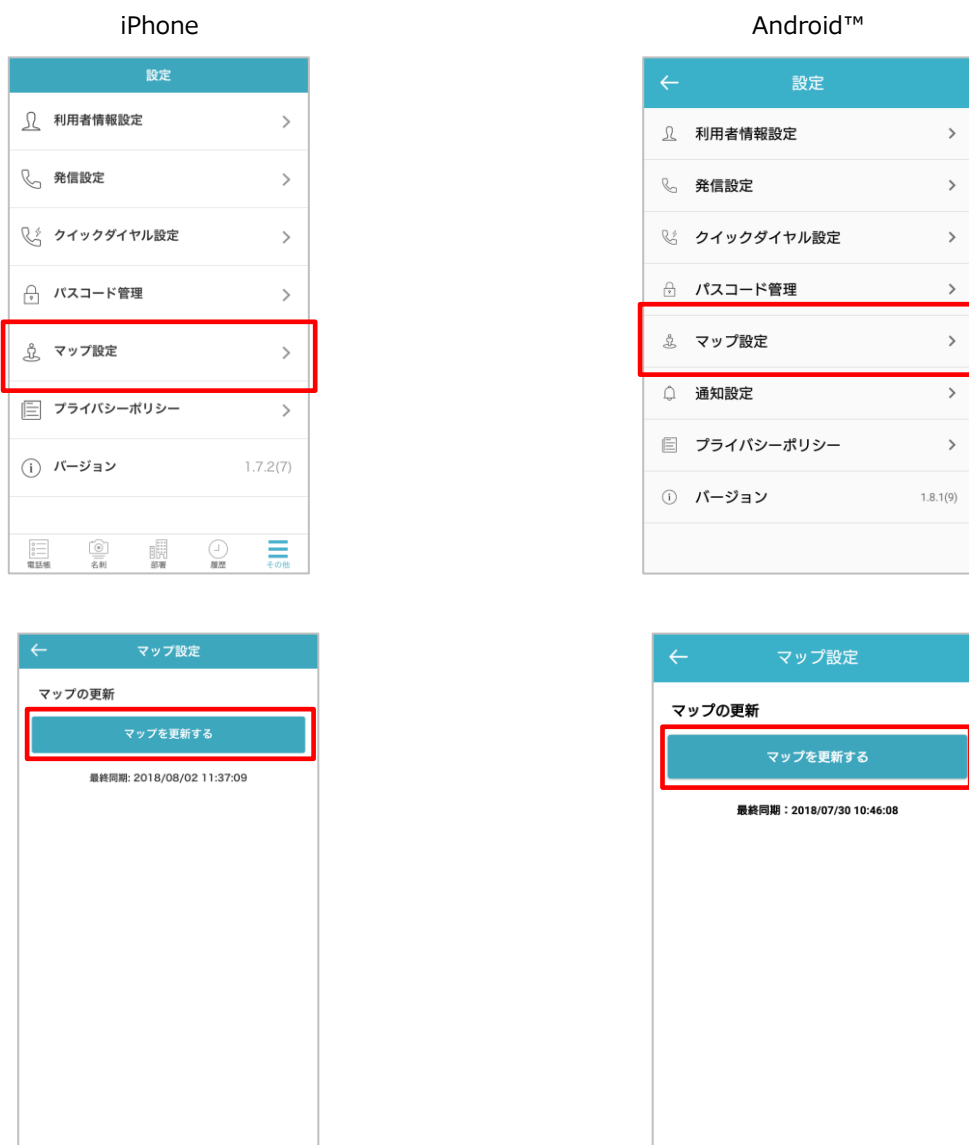 iPhone
設定
利用者情報設定
発信設定
クイックダイヤル設定
パスコード管理
マップ設定
プライバシーポリシー
バージョン 1.7.2(7)
電話帳 名刺 部署 履歴 その他
Android™
設定
利用者情報設定
発信設定
クイックダイヤル設定
パスコード管理
マップ設定
通知設定
プライバシーポリシー
バージョン 1.8.1(9)
マップ設定
マップの更新
マップを更新する
最終同期: 2018/08/02 11:37:09
マップ設定
マップの更新
マップを更新する
最終同期：2018/07/30 10:46:08